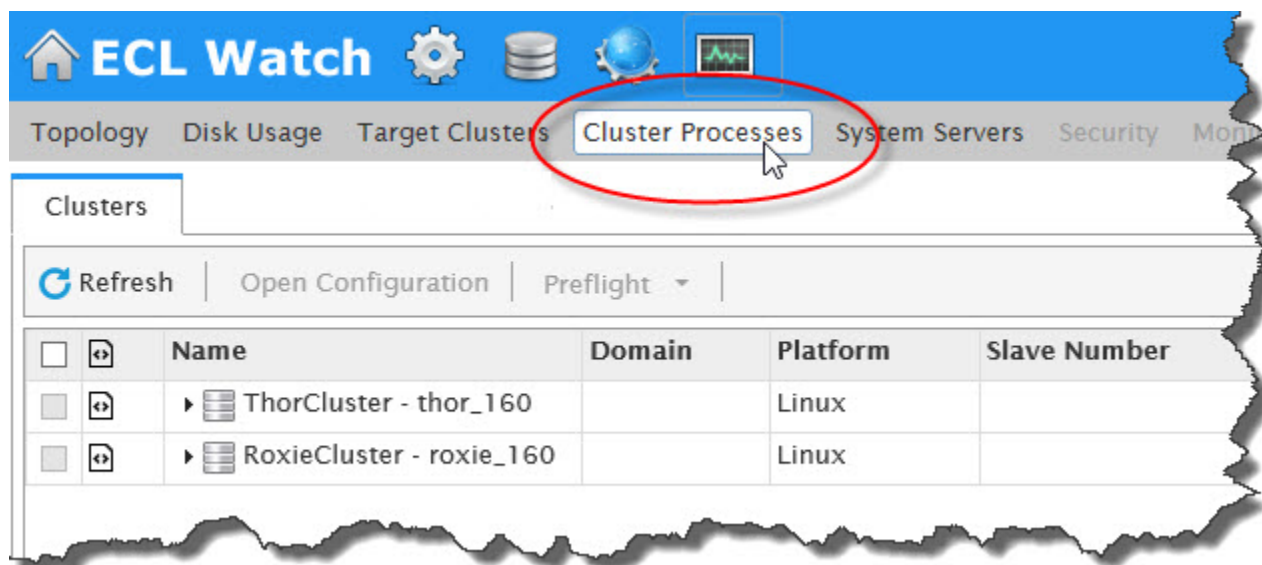 ECL Watch
Topology Disk Usage Target Clusters Cluster Processes System Servers Security
Clusters
Refresh Open Configuration Preflight
Name Domain Platform Slave Number
ThorCluster - thor_160 Linux
RoxieCluster - roxie_160 Linux